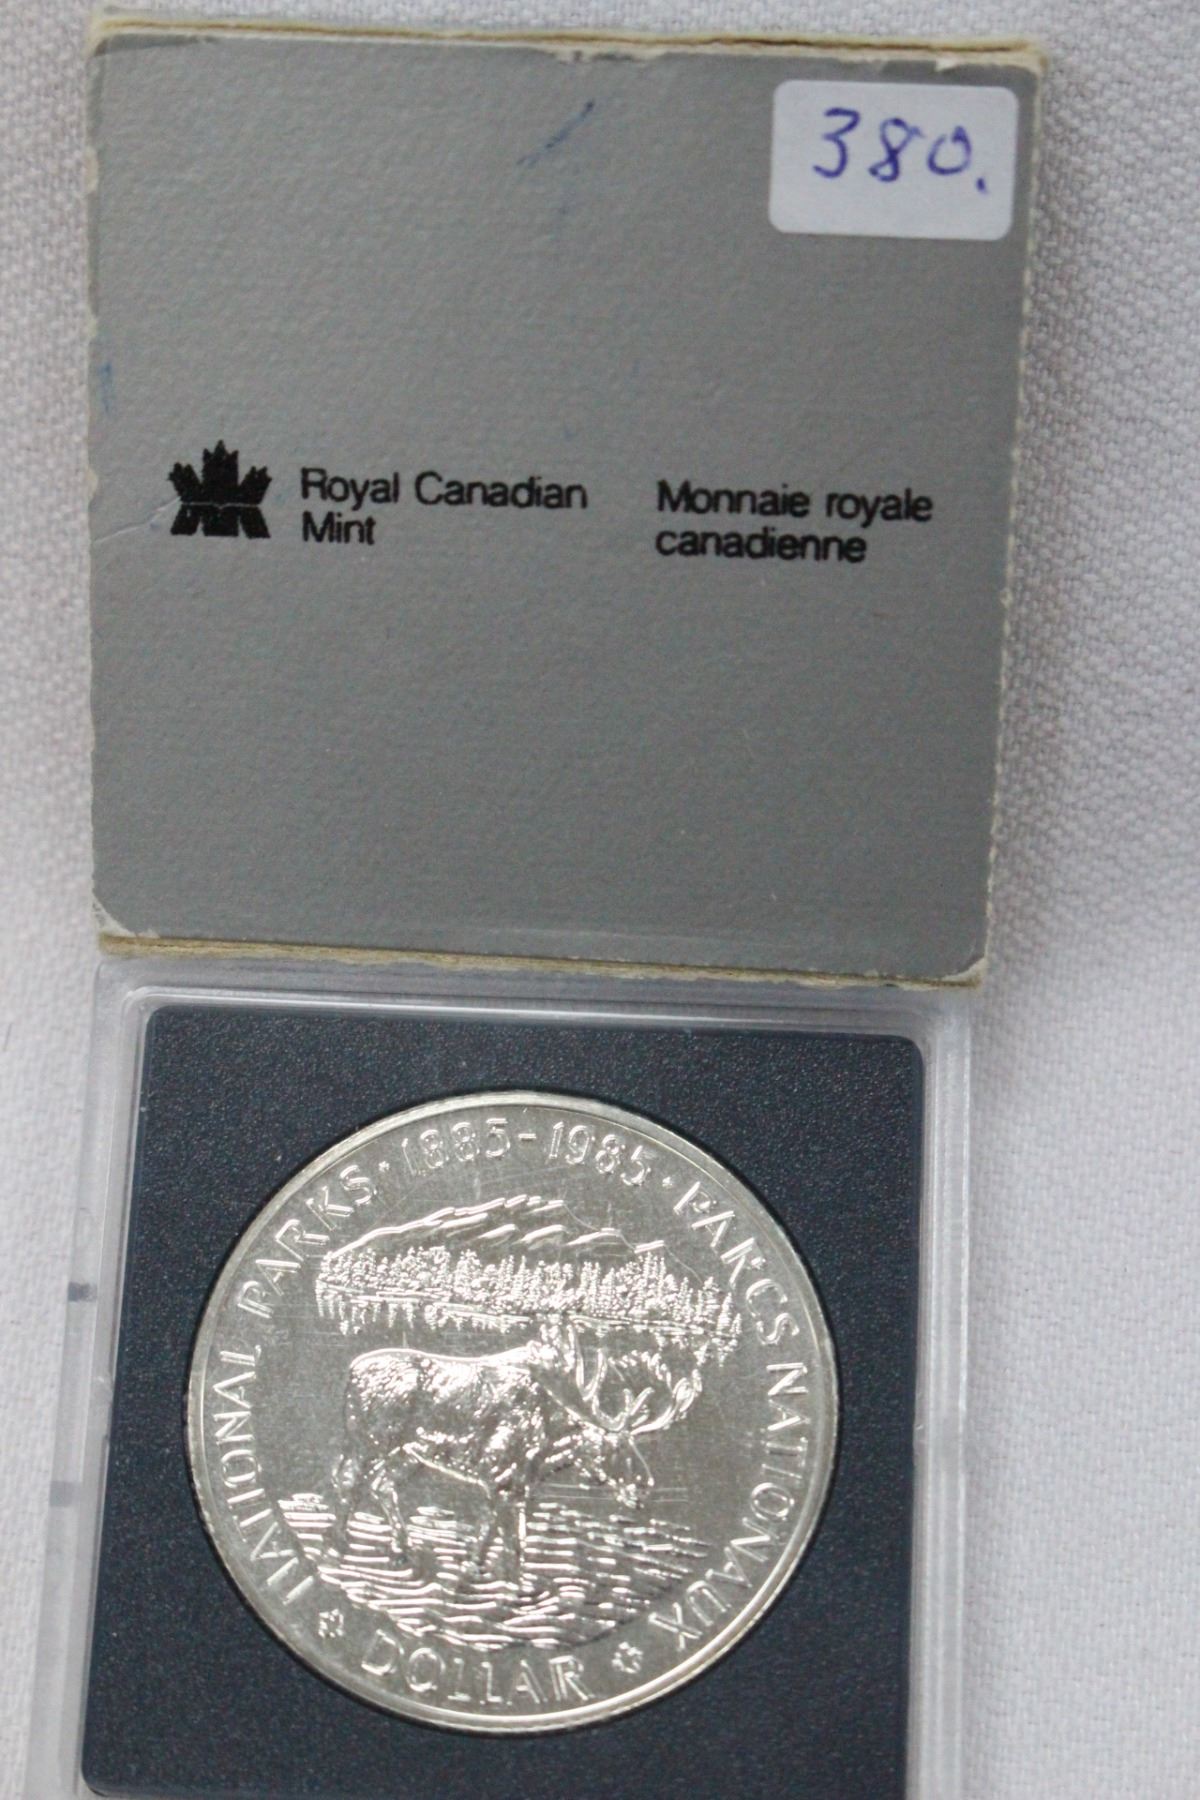 380.
Royal Canadian
Mint
Monnaie royale
canadienne
NATIONAL PARKS · 1885-1985 · PARCS NATIONAUX
DOLLAR